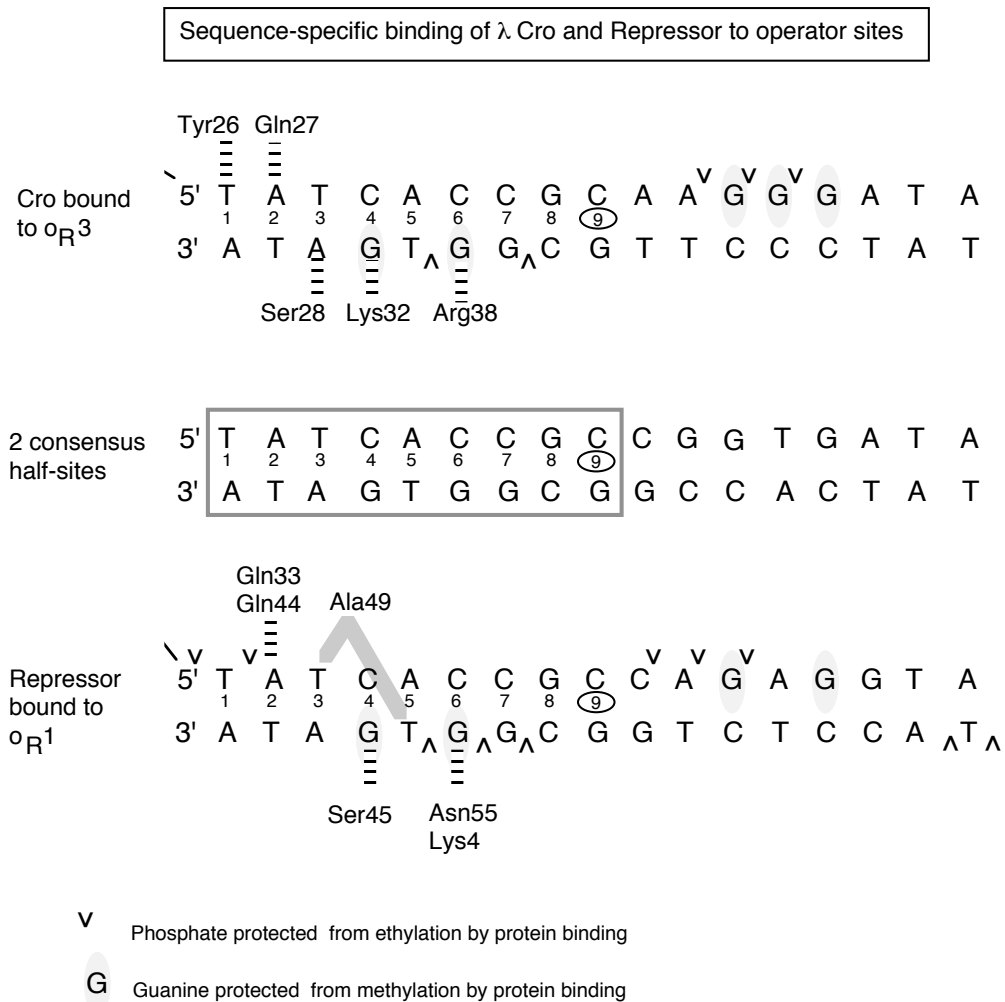 Sequence-specific binding of λ Cro and Repressor to operator sites
Tyr26 Gln27
Cro bound
to oR3
5' T A T C A C C G C A A G G G A T A
1 2 3 4 5 6 7 8 9
3' A T A G T G G C G T T C C C T A T
Ser28 Lys32 Arg38
2 consensus
half-sites
5' T A T C A C C G C C G G T G A T A
1 2 3 4 5 6 7 8 9
3' A T A G T G G C G G C C A C T A T
Gln33
Gln44 Ala49
Repressor
bound to
oR1
5' T A T C A C C G C C A G A G G T A
1 2 3 4 5 6 7 8 9
3' A T A G T G G C G G T C T C C A T
Ser45 Asn55
Lys4
v Phosphate protected from ethylation by protein binding
G Guanine protected from methylation by protein binding